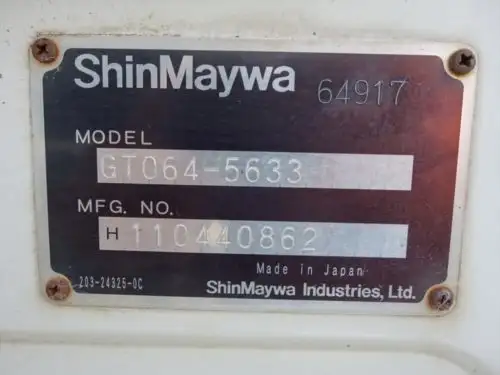 ShinMaywa 64917
MODEL
GT064-5633
MFG. NO.
H 110440862
Made in Japan
203-24325-0C ShinMaywa Industries, Ltd.